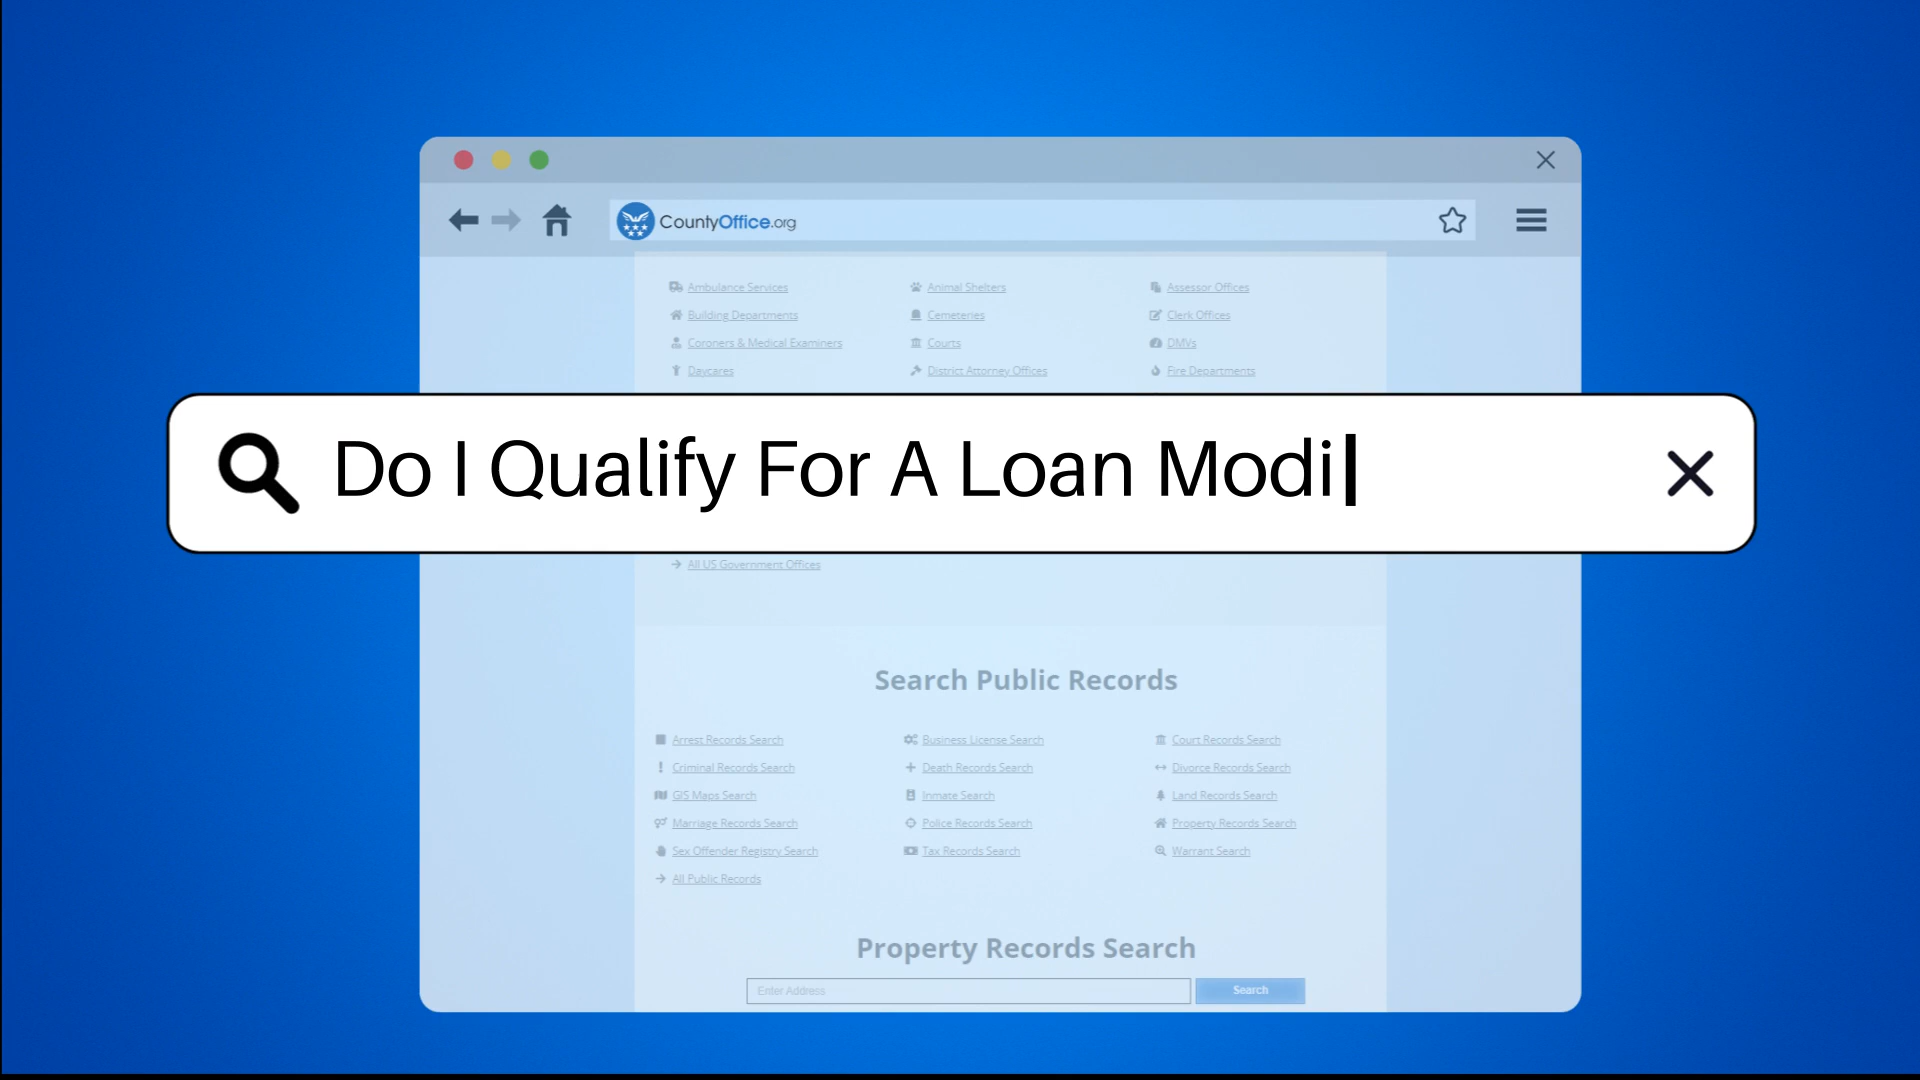 CountyOffice.org
Ambulance Services Animal Shelters Assessor Offices
Building Departments Cemeteries Clerk Offices
Coroners & Medical Examiners Courts DMVs
Daycares District Attorney Offices Fire Departments
Do I Qualify For A Loan Modi
All US Government Offices
Search Public Records
Arrest Records Search Business License Search Court Records Search
Criminal Records Search Death Records Search Divorce Records Search
GIS Maps Search Inmate Search Land Records Search
Marriage Records Search Police Records Search Property Records Search
Sex Offender Registry Search Tax Records Search Warrant Search
All Public Records
Property Records Search
Enter Address Search